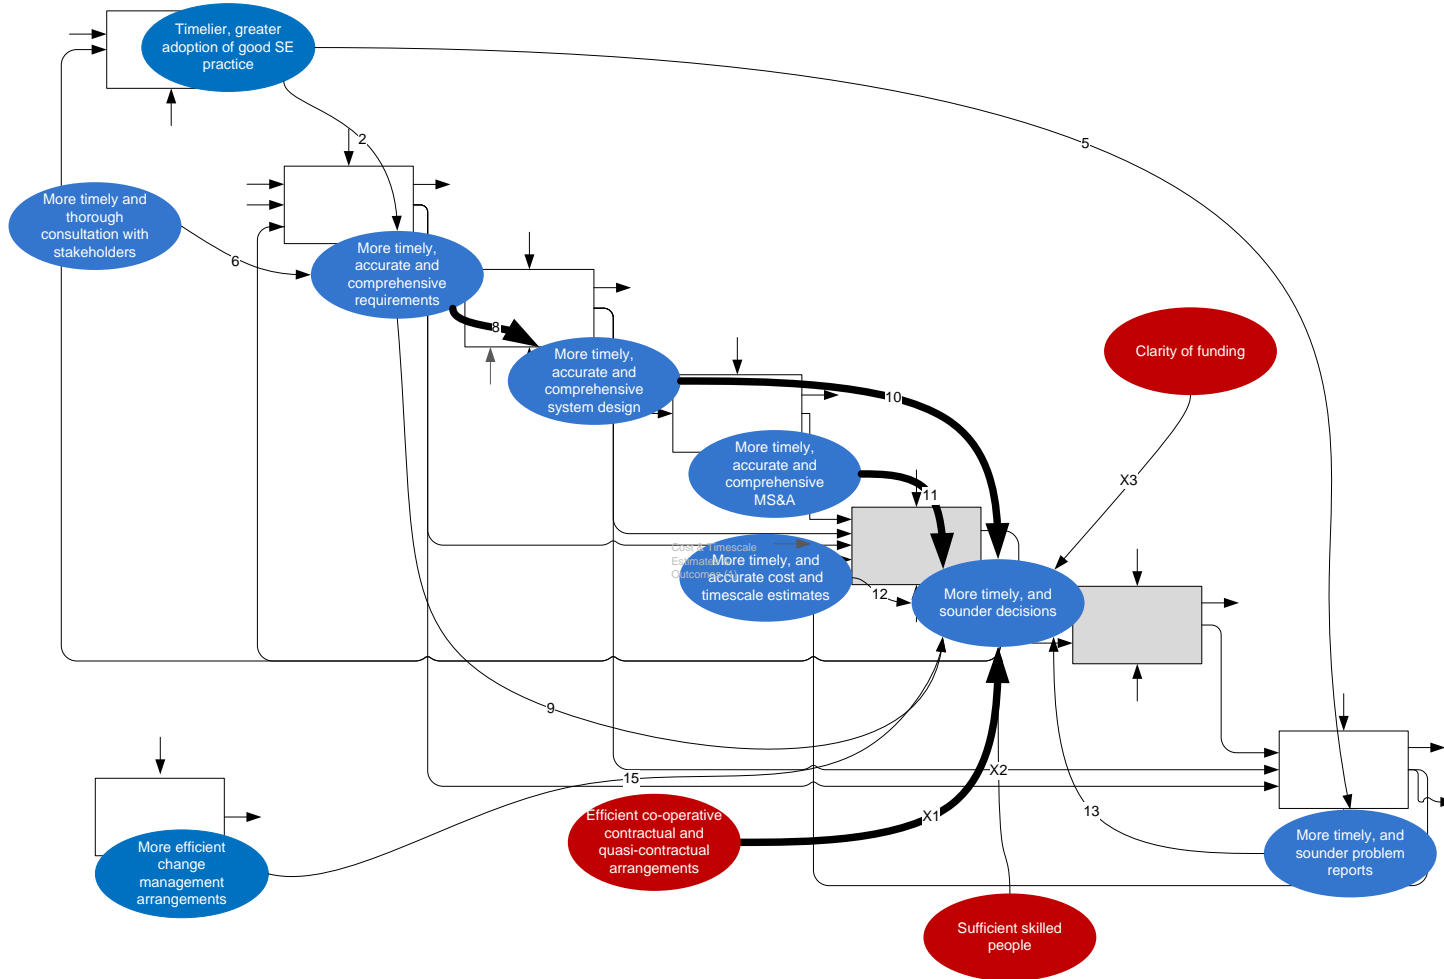 Timelier, greater
adoption of good SE
practice
2
5
More timely and
thorough
consultation with
stakeholders
6
More timely,
accurate and
comprehensive
requirements
8
More timely,
accurate and
comprehensive
system design
10
Clarity of funding
X3
More timely,
accurate and
comprehensive
MS&A
11
Cost & Timescale
Estimates
Outcomes (1)
More timely, and
accurate cost and
timescale estimates
12
More timely, and
sounder decisions
9
15
X2
X1
13
Efficient co-operative
contractual and
quasi-contractual
arrangements
More efficient
change
management
arrangements
More timely, and
sounder problem
reports
Sufficient skilled
people